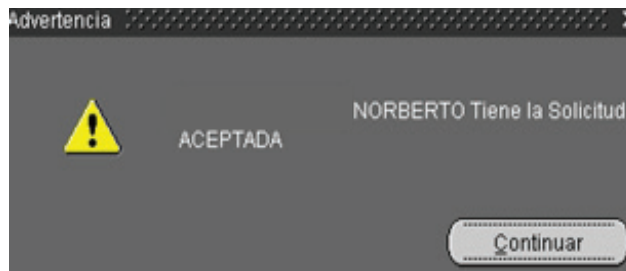 Advertencia
NORBERTO Tiene la Solicitud
ACEPTADA
Continuar